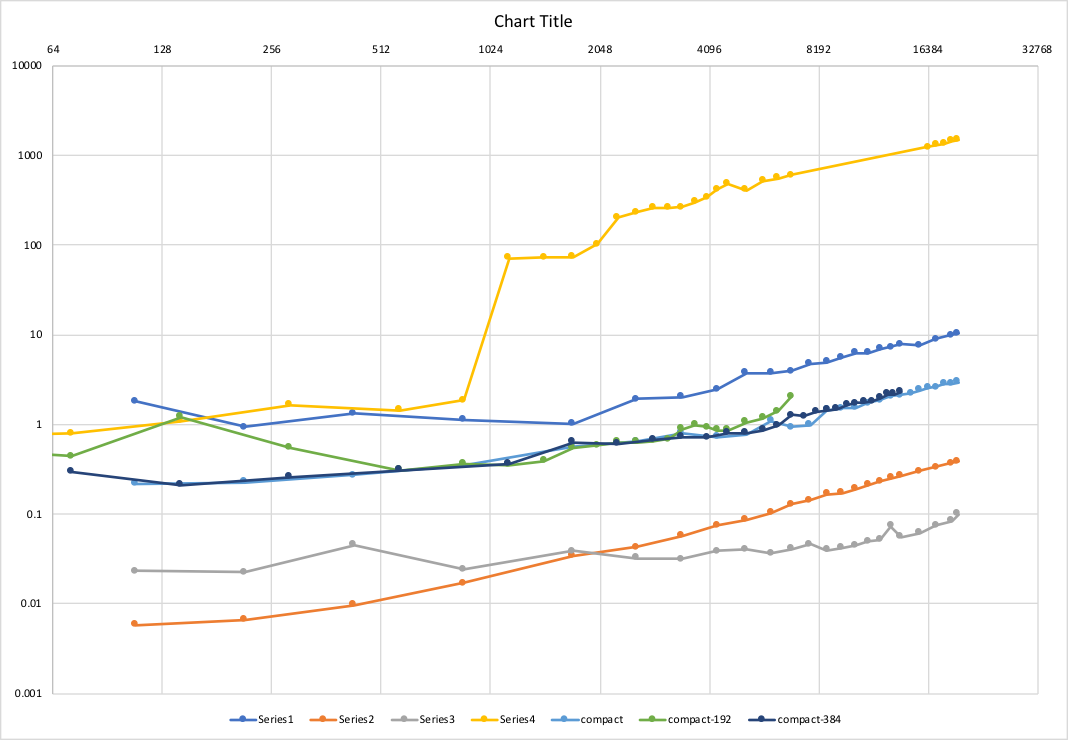 Chart Title
64 128 256 512 1024 2048 4096 8192 16384 32768
10000
1000
100
10
1
0.1
0.01
0.001
Series1 Series2 Series3 Series4 compact compact-192 compact-384